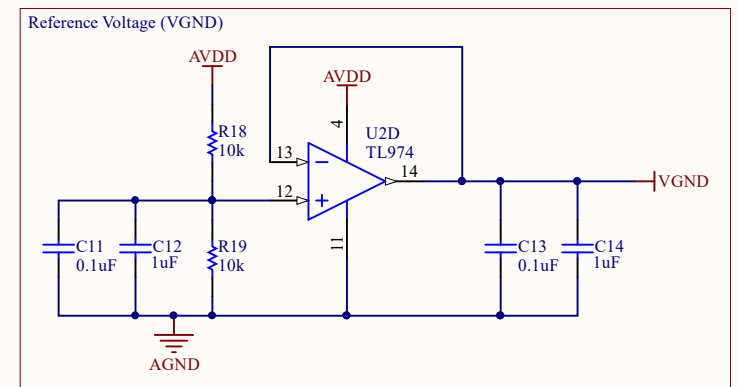 Reference Voltage (VGND)
AVDD
AVDD
R18
10k
4
U2D
TL974
13
14
12
VGND
11
C11
0.1uF
C12
1uF
R19
10k
C13
0.1uF
C14
1uF
AGND